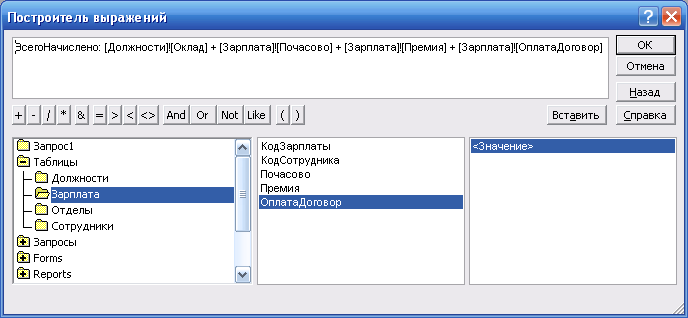 Построитель выражений
ВсегоНачислено: [Должности]![Оклад] + [Зарплата]![Почасово] + [Зарплата]![Премия] + [Зарплата]![ОплатаДоговор]
ОК
Отмена
Назад
+ - / * & = > < <> And Or Not Like ( ) Вставить Справка
Запрос1
Таблицы
Должности
Зарплата
Отделы
Сотрудники
Запросы
Forms
Reports
КодЗарплаты
КодСотрудника
Почасово
Премия
ОплатаДоговор
<Значение>